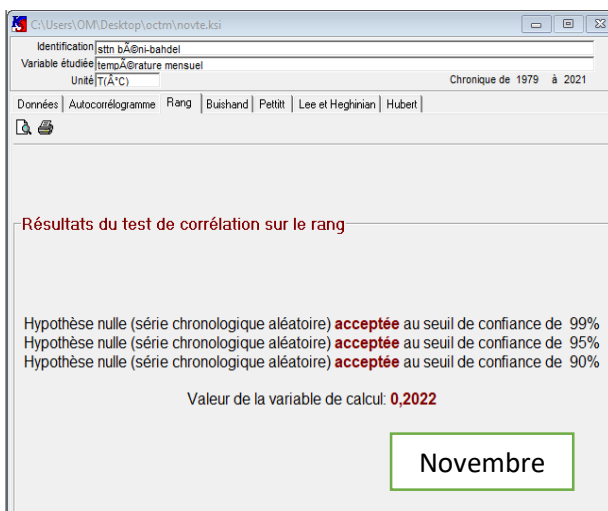 C:\Users\OM\Desktop\octm\novte.ksi
Identification sttn bÃ©ni-bahdel
Variable étudiée tempÃ©rature mensuel
Unité T(Â°C) Chronique de 1979 à 2021
Données Autocorrélogramme Rang Buishand Pettitt Lee et Heghinian Hubert
Résultats du test de corrélation sur le rang
Hypothèse nulle (série chronologique aléatoire) acceptée au seuil de confiance de 99%
Hypothèse nulle (série chronologique aléatoire) acceptée au seuil de confiance de 95%
Hypothèse nulle (série chronologique aléatoire) acceptée au seuil de confiance de 90%
Valeur de la variable de calcul: 0,2022
Novembre